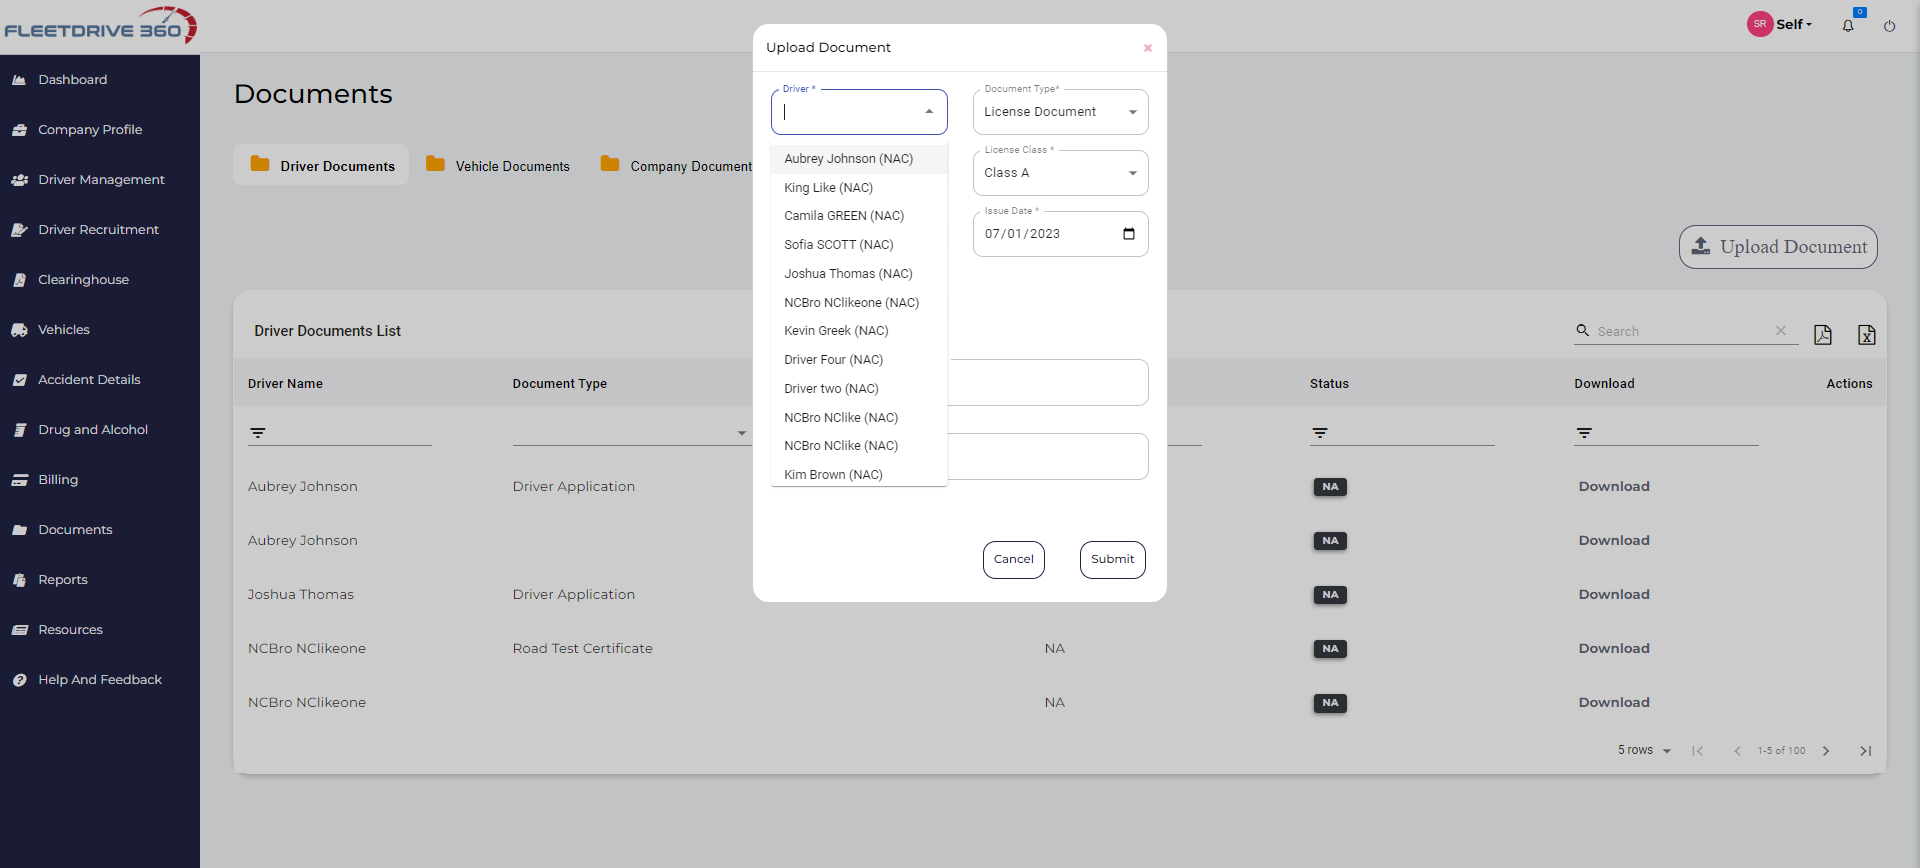 FLEETDRIVE 360
SR
Self
0
Dashboard
Company Profile
Driver Management
Driver Recruitment
Clearinghouse
Vehicles
Accident Details
Drug and Alcohol
Billing
Documents
Reports
Resources
Help And Feedback
Documents
Driver Documents
Vehicle Documents
Company Document
Upload Document
Driver Documents List
Search
Driver Name
Document Type
Status
Download
Actions
Aubrey Johnson
Driver Application
NA
Download
Aubrey Johnson
NA
Download
Joshua Thomas
Driver Application
NA
Download
NCBro NClikeone
Road Test Certificate
NA
NA
Download
NCBro NClikeone
NA
NA
Download
5 rows
1-5 of 100
Upload Document
Driver *
Aubrey Johnson (NAC)
King Like (NAC)
Camila GREEN (NAC)
Sofia SCOTT (NAC)
Joshua Thomas (NAC)
NCBro NClikeone (NAC)
Kevin Greek (NAC)
Driver Four (NAC)
Driver two (NAC)
NCBro NClike (NAC)
NCBro NClike (NAC)
Kim Brown (NAC)
Document Type*
License Document
License Class *
Class A
Issue Date *
07/01/2023
Cancel
Submit